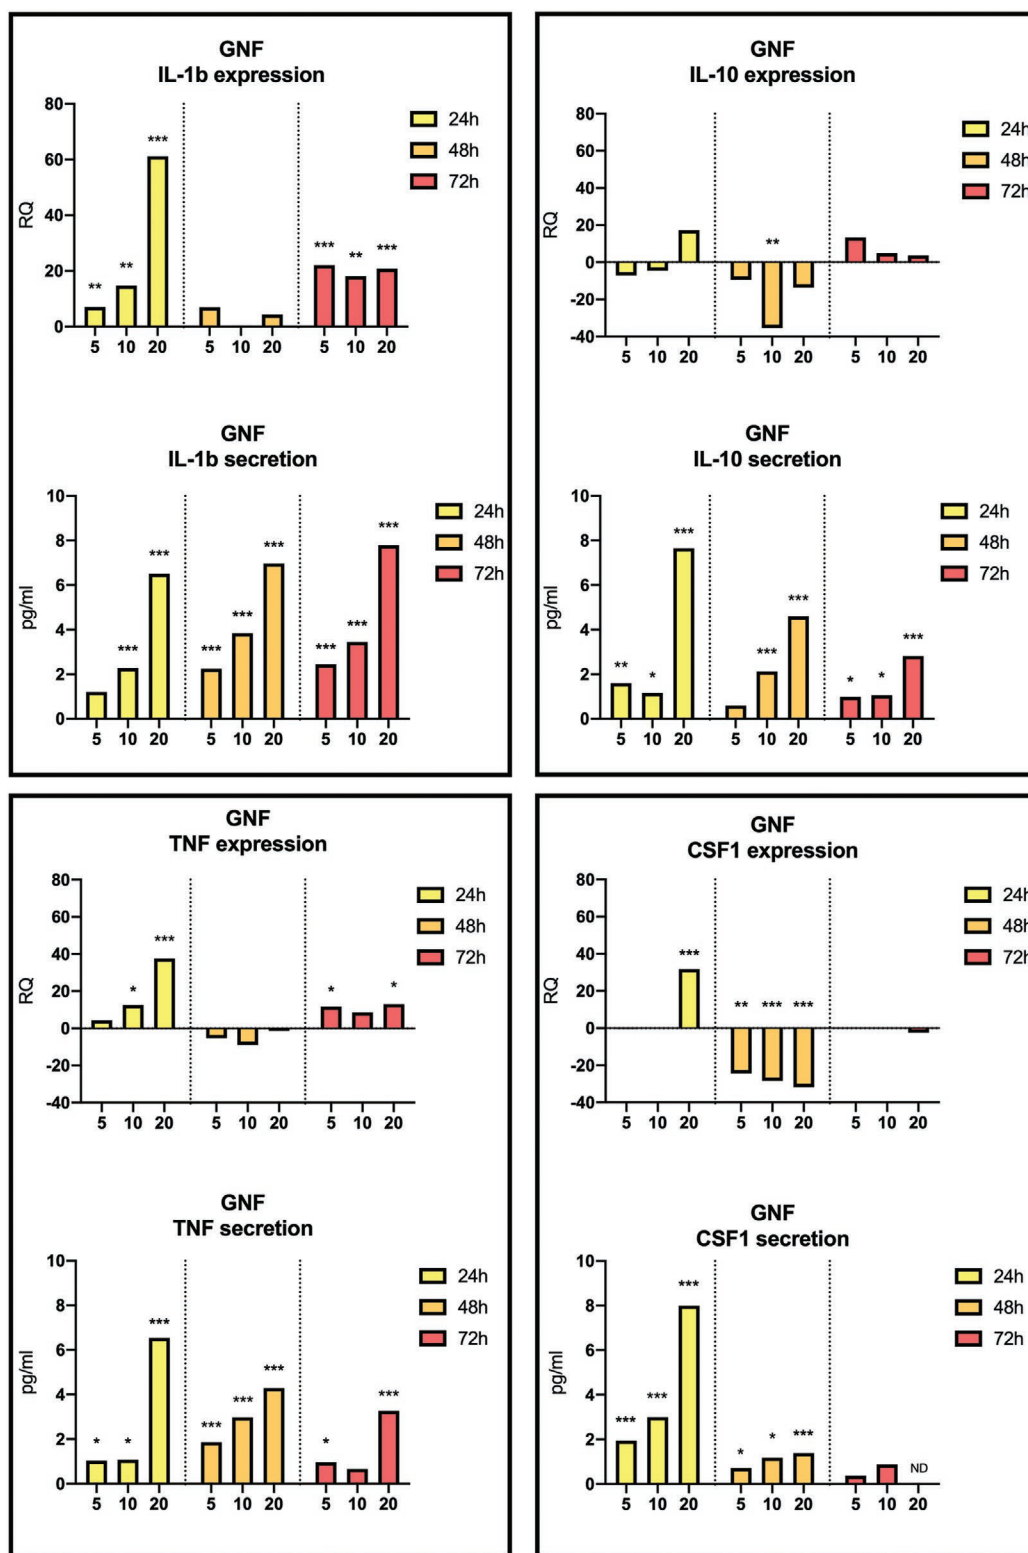 GNF
IL-1b expression
80
60
40
20
0
RQ
** ** ***
*** ** ***
5 10 20 5 10 20 5 10 20
24h
48h
72h
GNF
IL-1b secretion
10
8
6
4
2
0
pg/ml
*** ***
*** *** ***
*** *** ***
5 10 20 5 10 20 5 10 20
24h
48h
72h
GNF
IL-10 expression
80
60
40
20
0
-20
-40
RQ
**
5 10 20 5 10 20 5 10 20
24h
48h
72h
GNF
IL-10 secretion
10
8
6
4
2
0
pg/ml
** * ***
*** ***
* * ***
5 10 20 5 10 20 5 10 20
24h
48h
72h
GNF
TNF expression
80
60
40
20
0
-20
-40
RQ
* ***
* *
5 10 20 5 10 20 5 10 20
24h
48h
72h
GNF
TNF secretion
10
8
6
4
2
0
pg/ml
* * ***
*** *** ***
* ***
5 10 20 5 10 20 5 10 20
24h
48h
72h
GNF
CSF1 expression
80
60
40
20
0
-20
-40
RQ
***
** *** ***
5 10 20 5 10 20 5 10 20
24h
48h
72h
GNF
CSF1 secretion
10
8
6
4
2
0
pg/ml
*** *** ***
* * ***
ND
5 10 20 5 10 20 5 10 20
24h
48h
72h